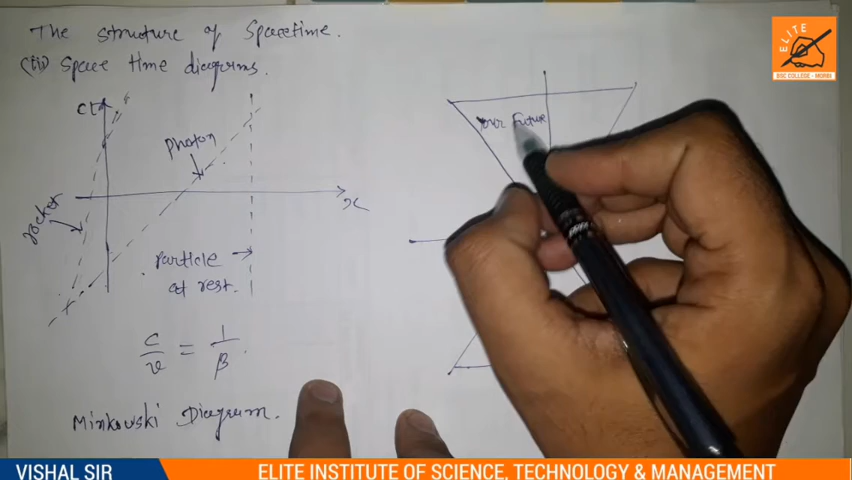 The structure of Spacetime.
(iii) Space time diagrams.
ct
Photon
x
rocket
Particle
at rest.
c/v = 1/β.
Minkowski Diagram.
Your Future
ELITE
BSC COLLEGE - MORBI
VISHAL SIR
ELITE INSTITUTE OF SCIENCE, TECHNOLOGY & MANAGEMENT